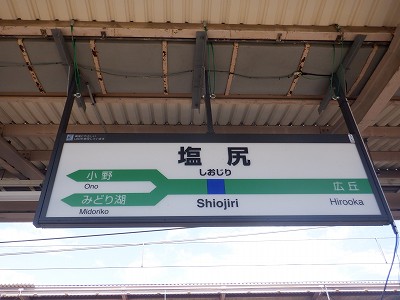 塩尻
しおじり
Shiojiri
小野
Ono
みどり湖
Midoriko
広丘
Hirooka